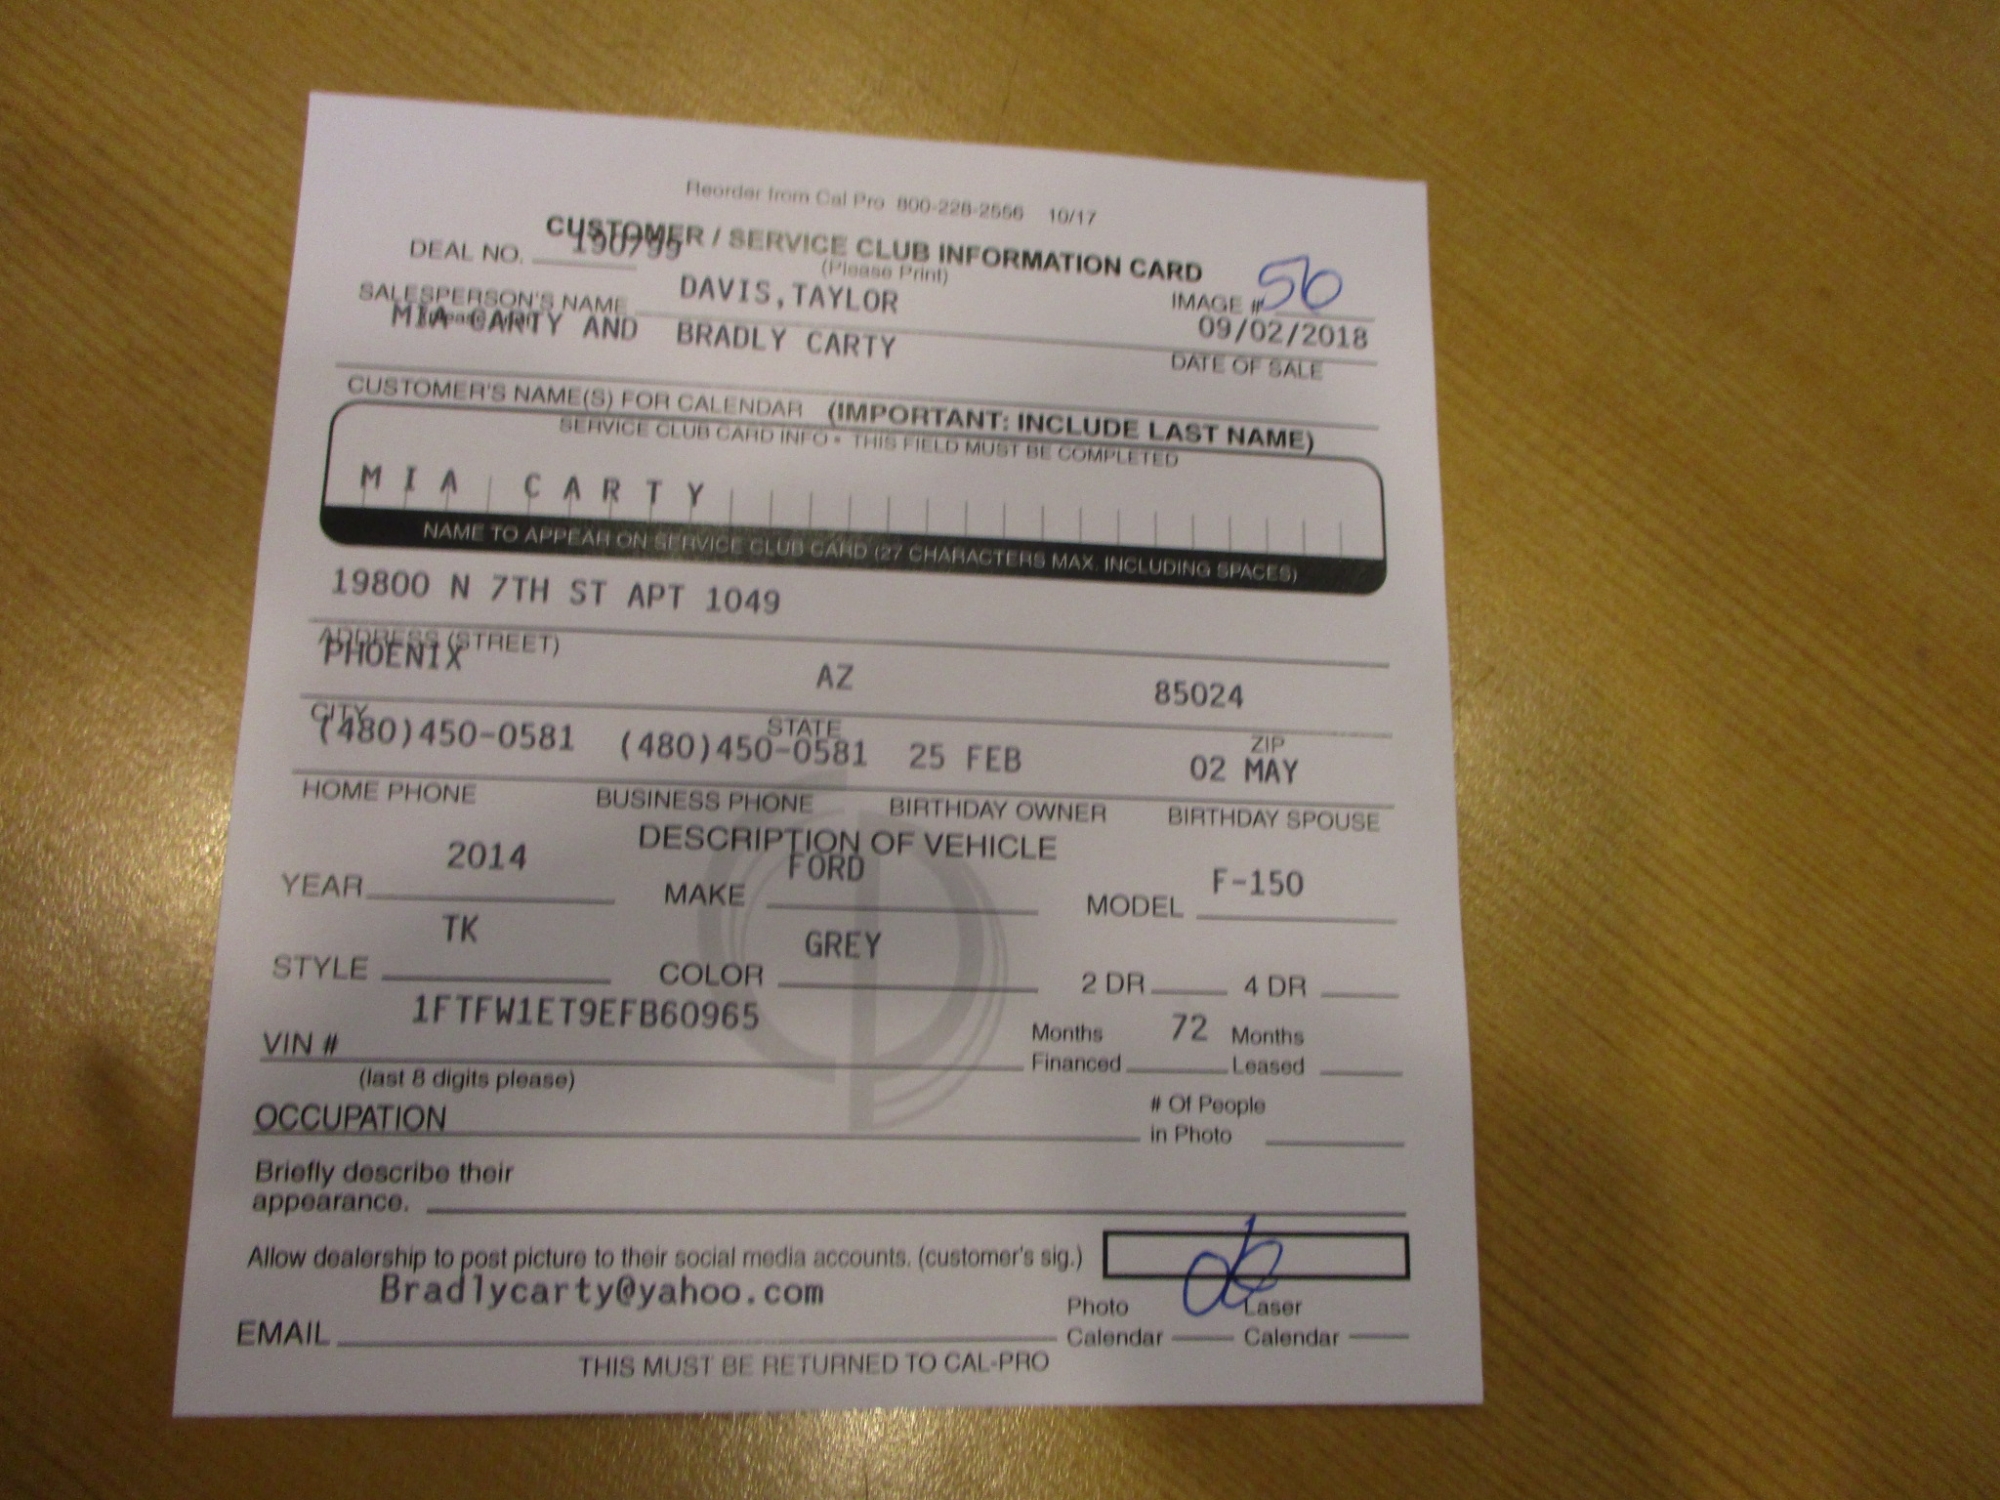 Reorder from Cal Pro 800-228-2556 10/17
CUSTOMER / SERVICE CLUB INFORMATION CARD
DEAL NO. 190799
(Please Print)
SALESPERSON'S NAME DAVIS,TAYLOR IMAGE # 50
MIA CARTY AND BRADLY CARTY 09/02/2018
DATE OF SALE
CUSTOMER'S NAME(S) FOR CALENDAR (IMPORTANT: INCLUDE LAST NAME)
SERVICE CLUB CARD INFO • THIS FIELD MUST BE COMPLETED
MIA CARTY
NAME TO APPEAR ON SERVICE CLUB CARD (27 CHARACTERS MAX. INCLUDING SPACES)
19800 N 7TH ST APT 1049
ADDRESS (STREET)
PHOENIX AZ 85024
CITY STATE ZIP
(480)450-0581 (480)450-0581 25 FEB 02 MAY
HOME PHONE BUSINESS PHONE BIRTHDAY OWNER BIRTHDAY SPOUSE
DESCRIPTION OF VEHICLE
YEAR 2014 MAKE FORD MODEL F-150
STYLE TK COLOR GREY 2 DR 4 DR
VIN # 1FTFW1ET9EFB60965 Months Financed 72 Months Leased
(last 8 digits please)
OCCUPATION # Of People in Photo
Briefly describe their
appearance.
Allow dealership to post picture to their social media accounts. (customer's sig.)
EMAIL Bradlycarty@yahoo.com Photo Calendar Laser Calendar
THIS MUST BE RETURNED TO CAL-PRO